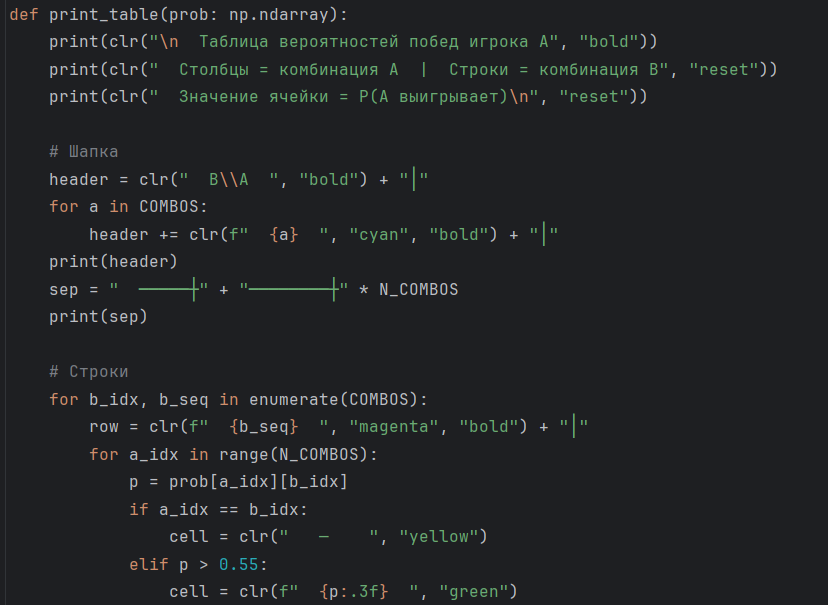 def print_table(prob: np.ndarray):
    print(clr("\n  Таблица вероятностей побед игрока A", "bold"))
    print(clr("  Столбцы = комбинация A  |  Строки = комбинация B", "reset"))
    print(clr("  Значение ячейки = P(A выигрывает)\n", "reset"))

    # Шапка
    header = clr("  B\\A  ", "bold") + "│"
    for a in COMBOS:
        header += clr(f"  {a}  ", "cyan", "bold") + "│"
    print(header)
    sep = "  ─────┼" + "────────┼" * N_COMBOS
    print(sep)

    # Строки
    for b_idx, b_seq in enumerate(COMBOS):
        row = clr(f"  {b_seq}  ", "magenta", "bold") + "│"
        for a_idx in range(N_COMBOS):
            p = prob[a_idx][b_idx]
            if a_idx == b_idx:
                cell = clr("   —    ", "yellow")
            elif p > 0.55:
                cell = clr(f"  {p:.3f}  ", "green")